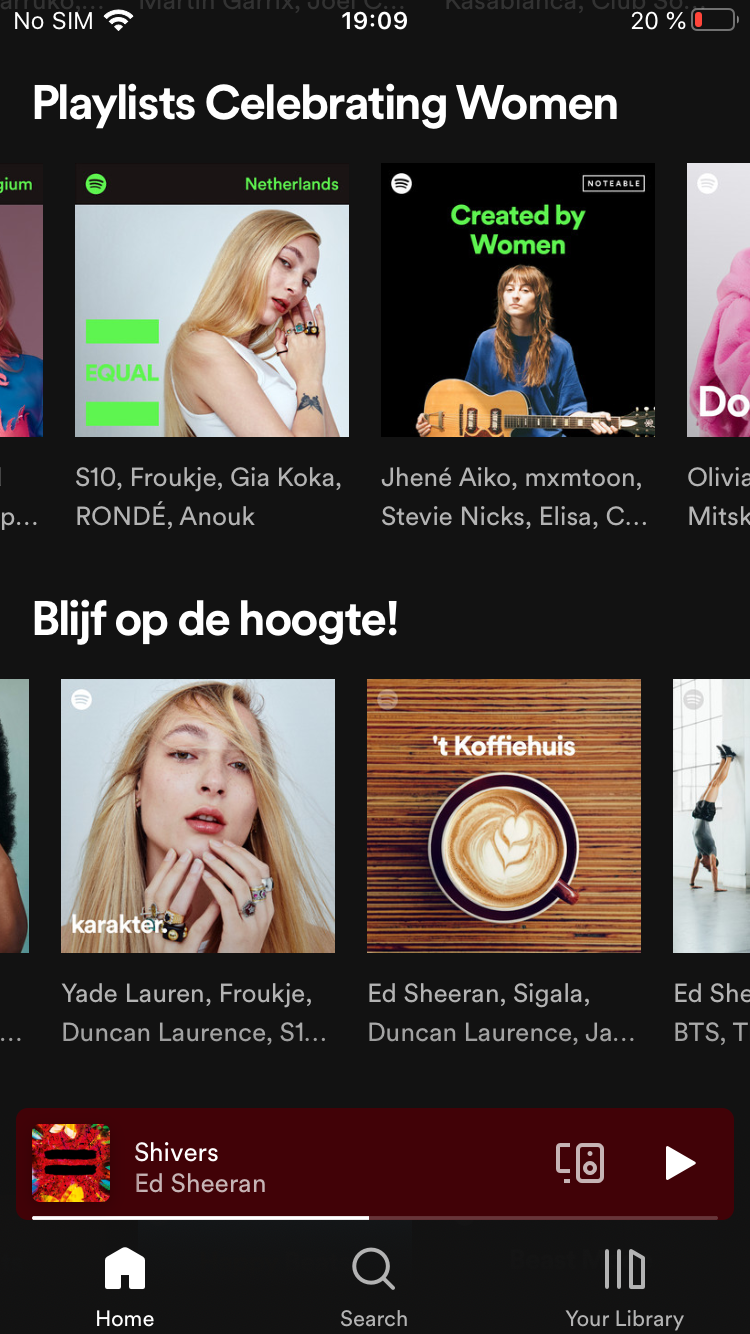 No SIM 19:09 20 %
Playlists Celebrating Women
gium
Netherlands
NOTEABLE
Created by
Women
EQUAL
Do
S10, Froukje, Gia Koka,
RONDÉ, Anouk
Jhené Aiko, mxmtoon,
Stevie Nicks, Elisa, C...
Olivia
Mitsk
p...
Blijf op de hoogte!
karakter.
't Koffiehuis
Yade Lauren, Froukje,
Duncan Laurence, S1...
Ed Sheeran, Sigala,
Duncan Laurence, Ja...
Ed She
BTS, T
Shivers
Ed Sheeran
Home
Search
Your Library